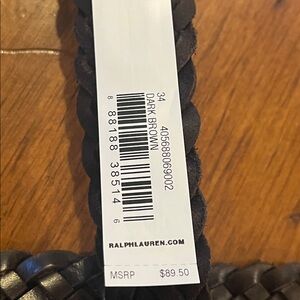 34
405688069002
DARK BROWN
8 88188 38514 6
RALPHLAUREN.COM
MSRP $89.50